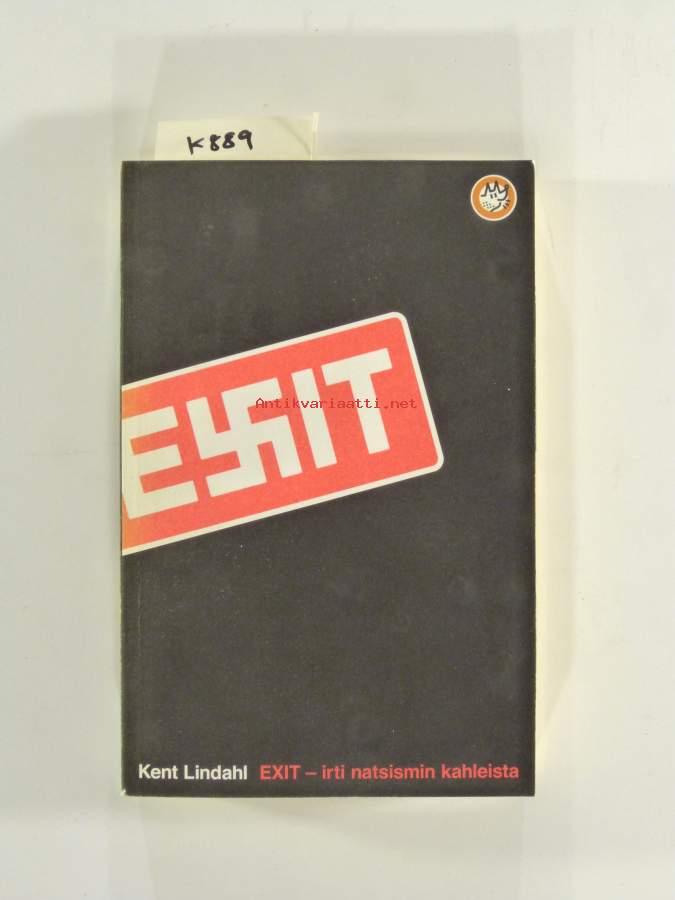 K889
EXIT
Antikvariaatti.net
Kent Lindahl EXIT – irti natsismin kahleista